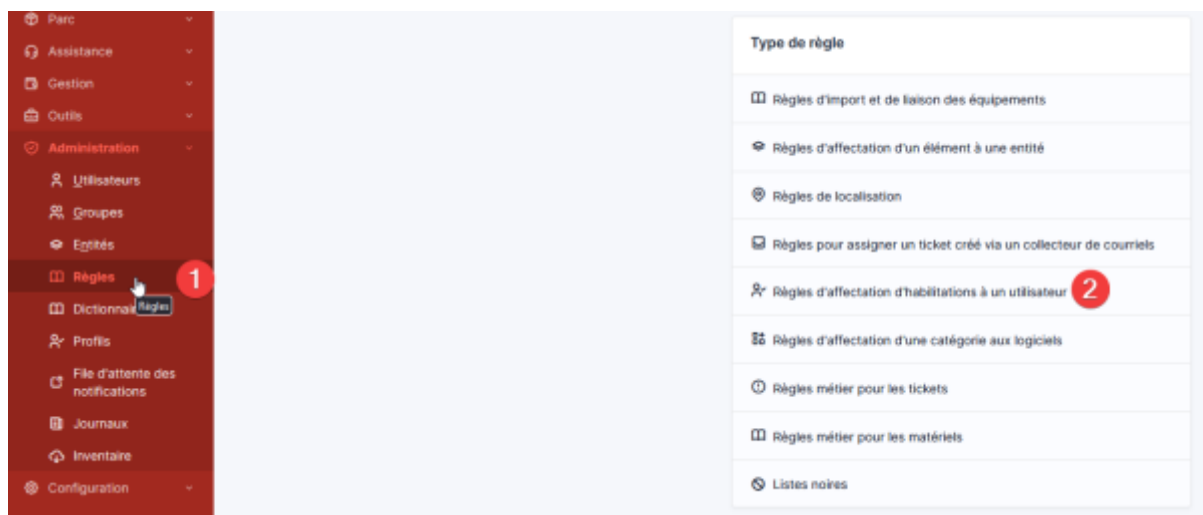 Parc
Assistance
Gestion
Outils
Administration
Utilisateurs
Groupes
Entités
Règles
1
Règles
Dictionnai
Profils
File d'attente des
notifications
Journaux
Inventaire
Configuration
Type de règle
Règles d'import et de liaison des équipements
Règles d'affectation d'un élément à une entité
Règles de localisation
Règles pour assigner un ticket créé via un collecteur de courriels
Règles d'affectation d'habilitations à un utilisateur
2
Règles d'affectation d'une catégorie aux logiciels
Règles métier pour les tickets
Règles métier pour les matériels
Listes noires